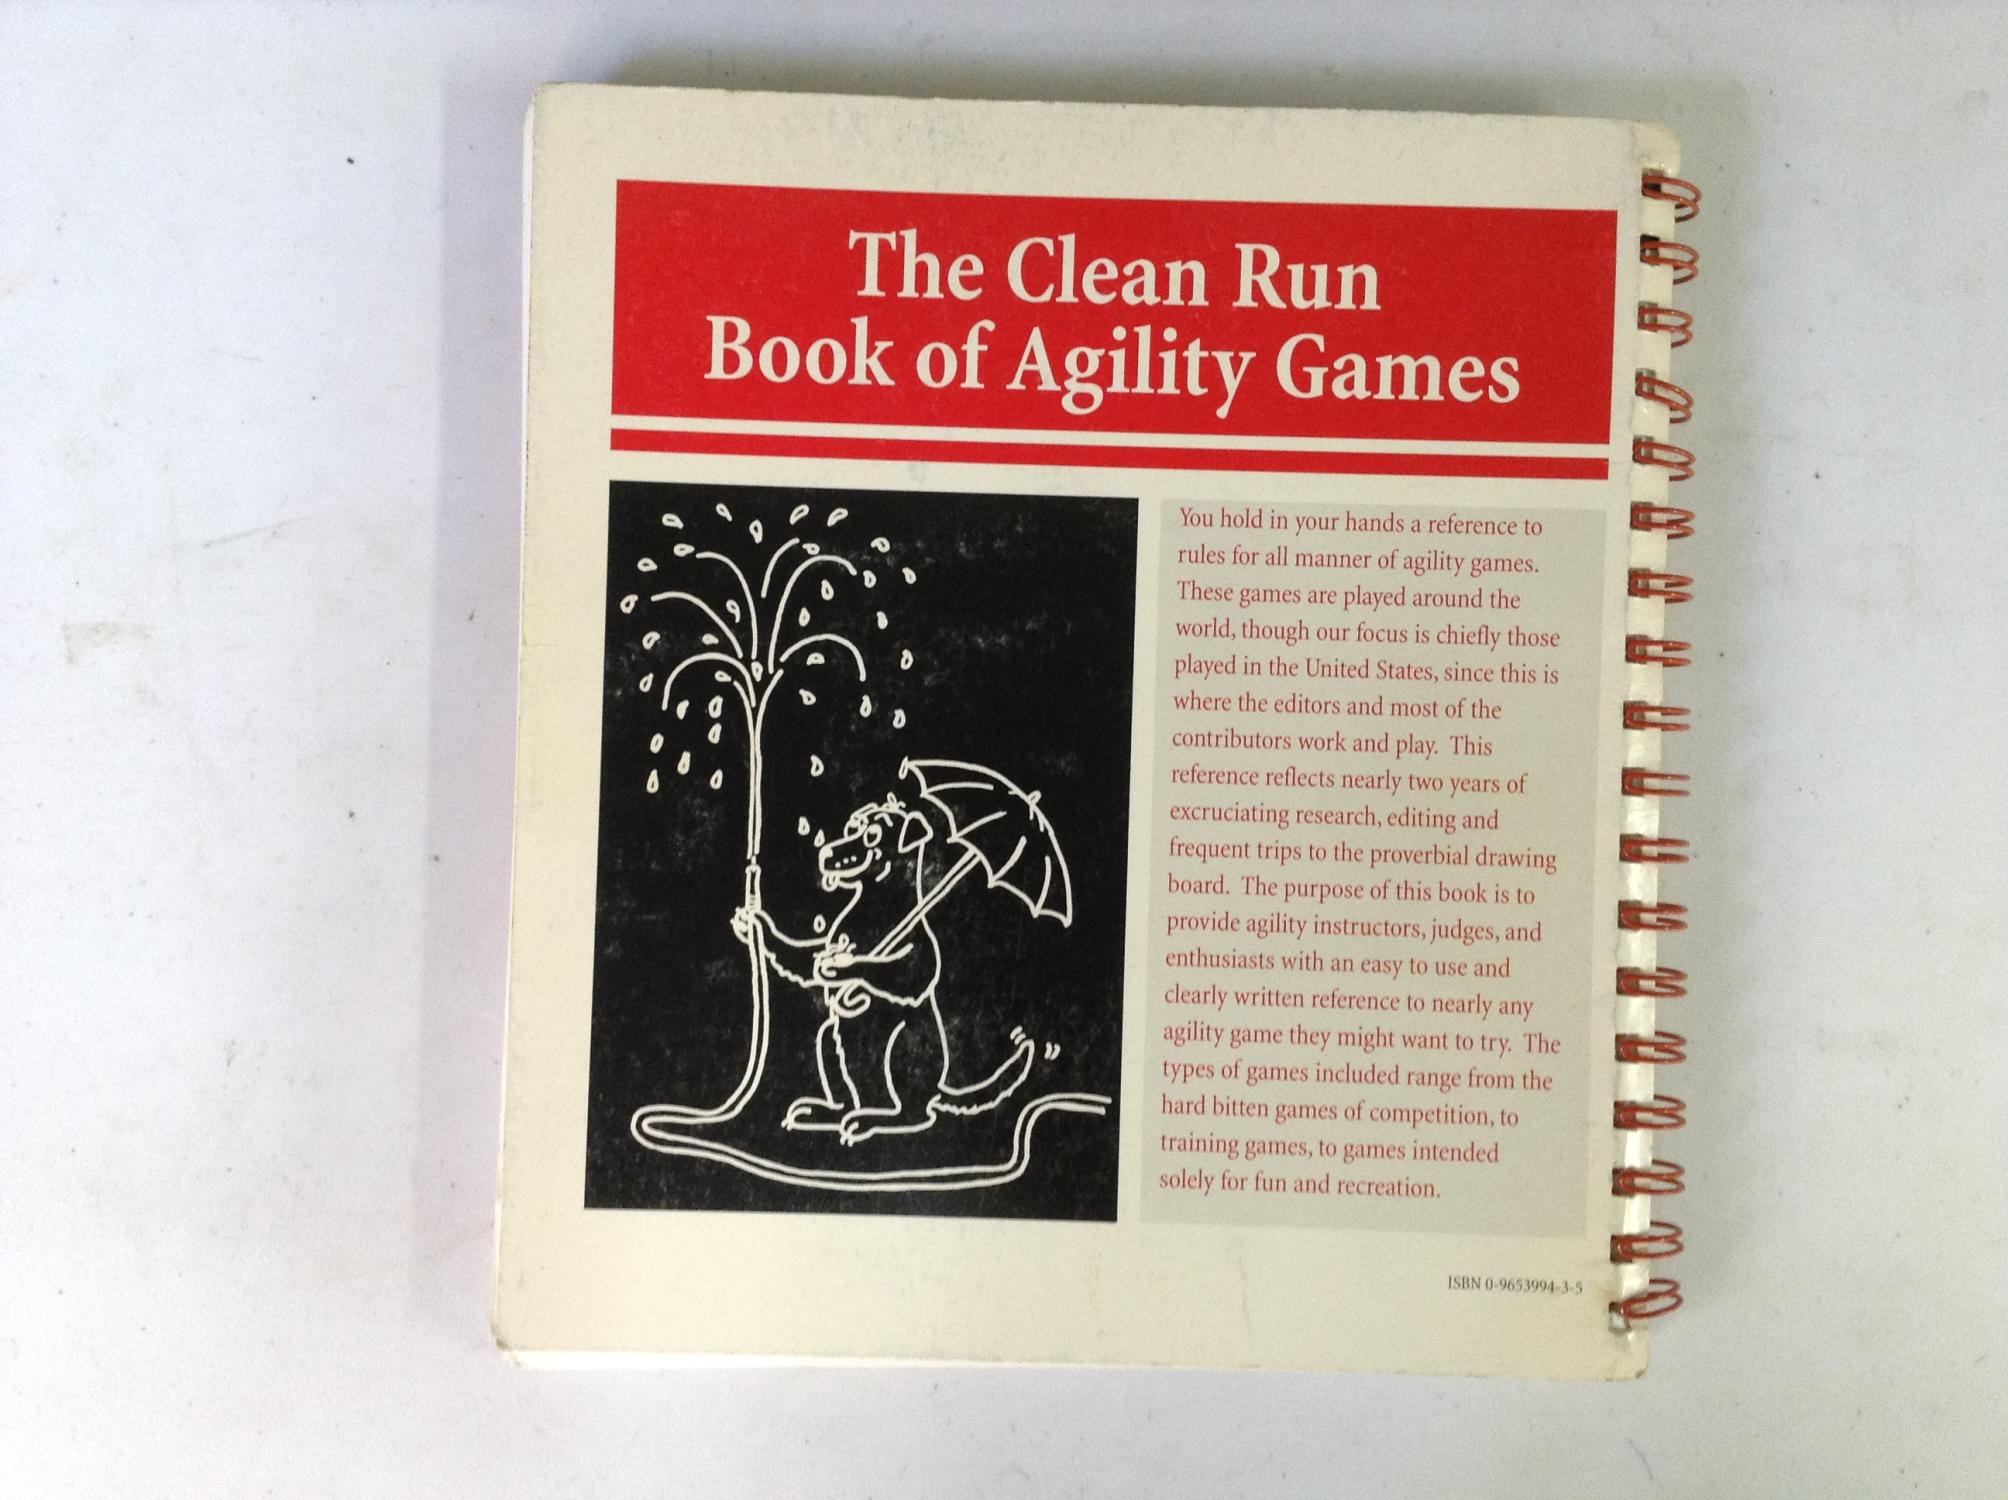 The Clean Run
Book of Agility Games
You hold in your hands a reference to
rules for all manner of agility games.
These games are played around the
world, though our focus is chiefly those
played in the United States, since this is
where the editors and most of the
contributors work and play. This
reference reflects nearly two years of
excruciating research, editing and
frequent trips to the proverbial drawing
board. The purpose of this book is to
provide agility instructors, judges, and
enthusiasts with an easy to use and
clearly written reference to nearly any
agility game they might want to try. The
types of games included range from the
hard bitten games of competition, to
training games, to games intended
solely for fun and recreation.
ISBN 0-9653994-3-5